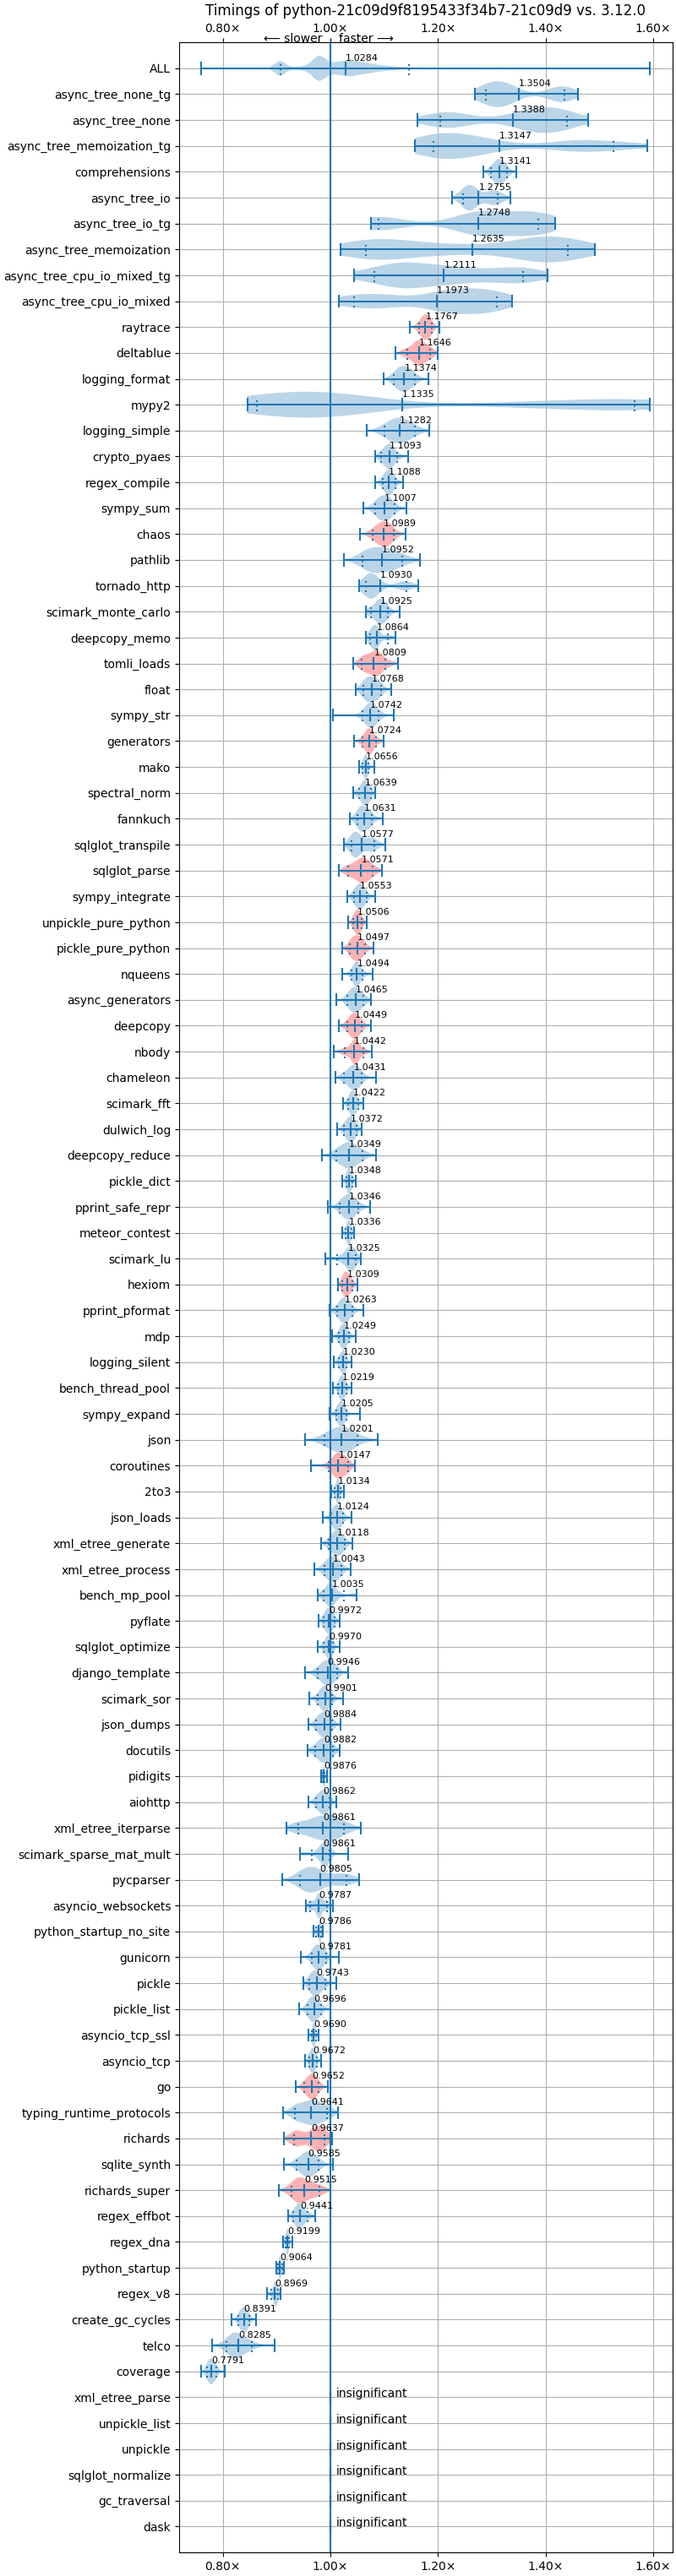 Timings of python-21c09d9f8195433f34b7-21c09d9 vs. 3.12.0
0.80× 1.00× 1.20× 1.40× 1.60×
⟵ slower faster ⟶
ALL 1.0284
async_tree_none_tg 1.3504
async_tree_none 1.3388
async_tree_memoization_tg 1.3147
comprehensions 1.3141
async_tree_io 1.2755
async_tree_io_tg 1.2748
async_tree_memoization 1.2635
async_tree_cpu_io_mixed_tg 1.2111
async_tree_cpu_io_mixed 1.1973
raytrace 1.1767
deltablue 1.1646
logging_format 1.1374
mypy2 1.1335
logging_simple 1.1282
crypto_pyaes 1.1093
regex_compile 1.1088
sympy_sum 1.1007
chaos 1.0989
pathlib 1.0952
tornado_http 1.0930
scimark_monte_carlo 1.0925
deepcopy_memo 1.0864
tomli_loads 1.0809
float 1.0768
sympy_str 1.0742
generators 1.0724
mako 1.0656
spectral_norm 1.0639
fannkuch 1.0631
sqlglot_transpile 1.0577
sqlglot_parse 1.0571
sympy_integrate 1.0553
unpickle_pure_python 1.0506
pickle_pure_python 1.0497
nqueens 1.0494
async_generators 1.0465
deepcopy 1.0449
nbody 1.0442
chameleon 1.0431
scimark_fft 1.0422
dulwich_log 1.0372
deepcopy_reduce 1.0349
pickle_dict 1.0348
pprint_safe_repr 1.0346
meteor_contest 1.0336
scimark_lu 1.0325
hexiom 1.0309
pprint_pformat 1.0263
mdp 1.0249
logging_silent 1.0230
bench_thread_pool 1.0219
sympy_expand 1.0205
json 1.0201
coroutines 1.0147
2to3 1.0134
json_loads 1.0124
xml_etree_generate 1.0118
xml_etree_process 1.0043
bench_mp_pool 1.0035
pyflate 0.9972
sqlglot_optimize 0.9970
django_template 0.9946
scimark_sor 0.9901
json_dumps 0.9884
docutils 0.9882
pidigits 0.9876
aiohttp 0.9862
xml_etree_iterparse 0.9861
scimark_sparse_mat_mult 0.9861
pycparser 0.9805
asyncio_websockets 0.9787
python_startup_no_site 0.9786
gunicorn 0.9781
pickle 0.9743
pickle_list 0.9696
asyncio_tcp_ssl 0.9690
asyncio_tcp 0.9672
go 0.9652
typing_runtime_protocols 0.9641
richards 0.9637
sqlite_synth 0.9585
richards_super 0.9515
regex_effbot 0.9441
regex_dna 0.9199
python_startup 0.9064
regex_v8 0.8969
create_gc_cycles 0.8391
telco 0.8285
coverage 0.7791
xml_etree_parse insignificant
unpickle_list insignificant
unpickle insignificant
sqlglot_normalize insignificant
gc_traversal insignificant
dask insignificant
0.80× 1.00× 1.20× 1.40× 1.60×